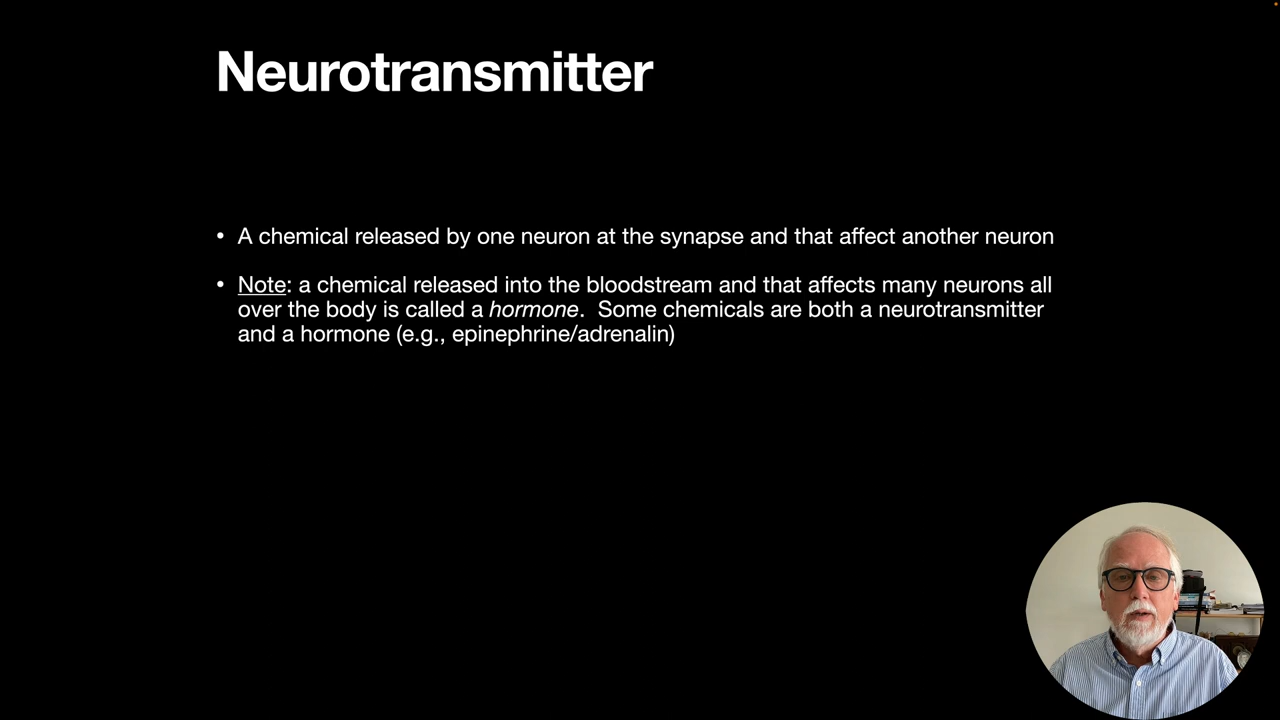 Neurotransmitter
• A chemical released by one neuron at the synapse and that affect another neuron
• Note: a chemical released into the bloodstream and that affects many neurons all
over the body is called a hormone.  Some chemicals are both a neurotransmitter
and a hormone (e.g., epinephrine/adrenalin)